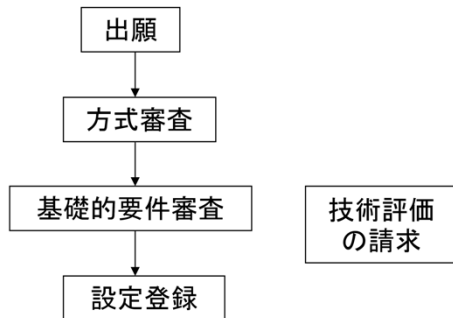 出願
方式審査
基礎的要件審査
技術評価
の請求
設定登録